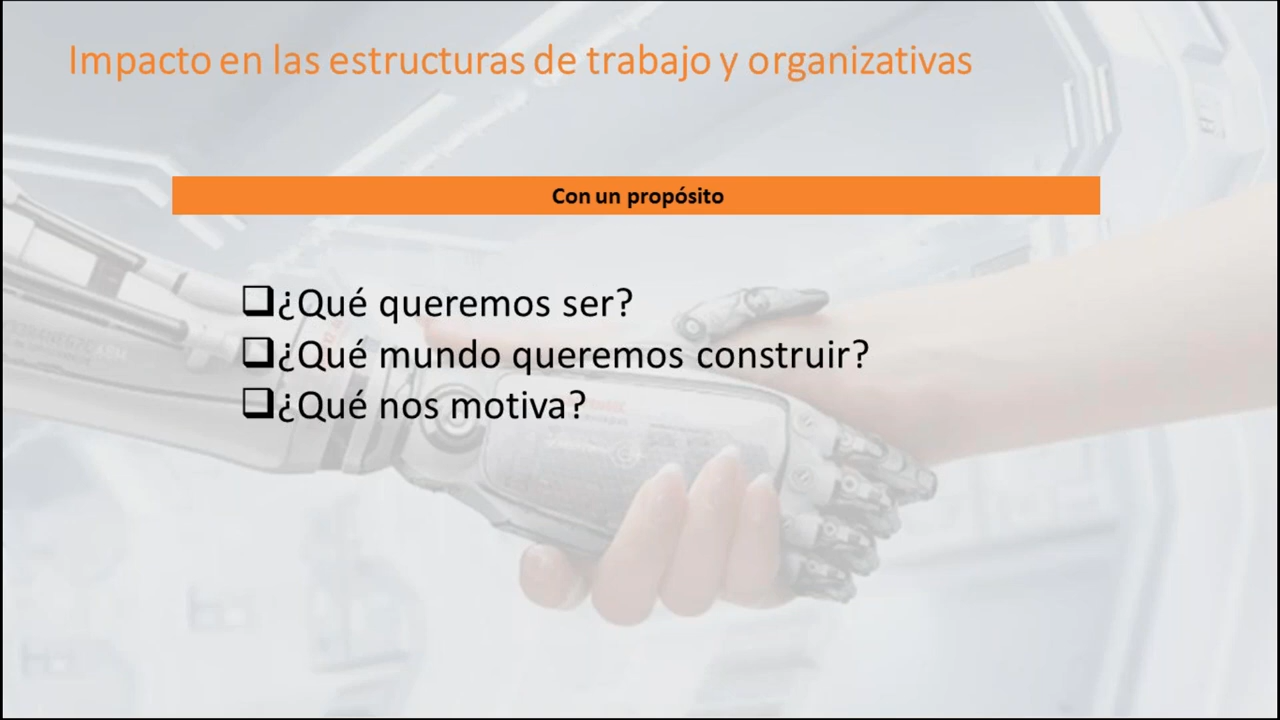 Impacto en las estructuras de trabajo y organizativas
Con un propósito
❑¿Qué queremos ser?
❑¿Qué mundo queremos construir?
❑¿Qué nos motiva?